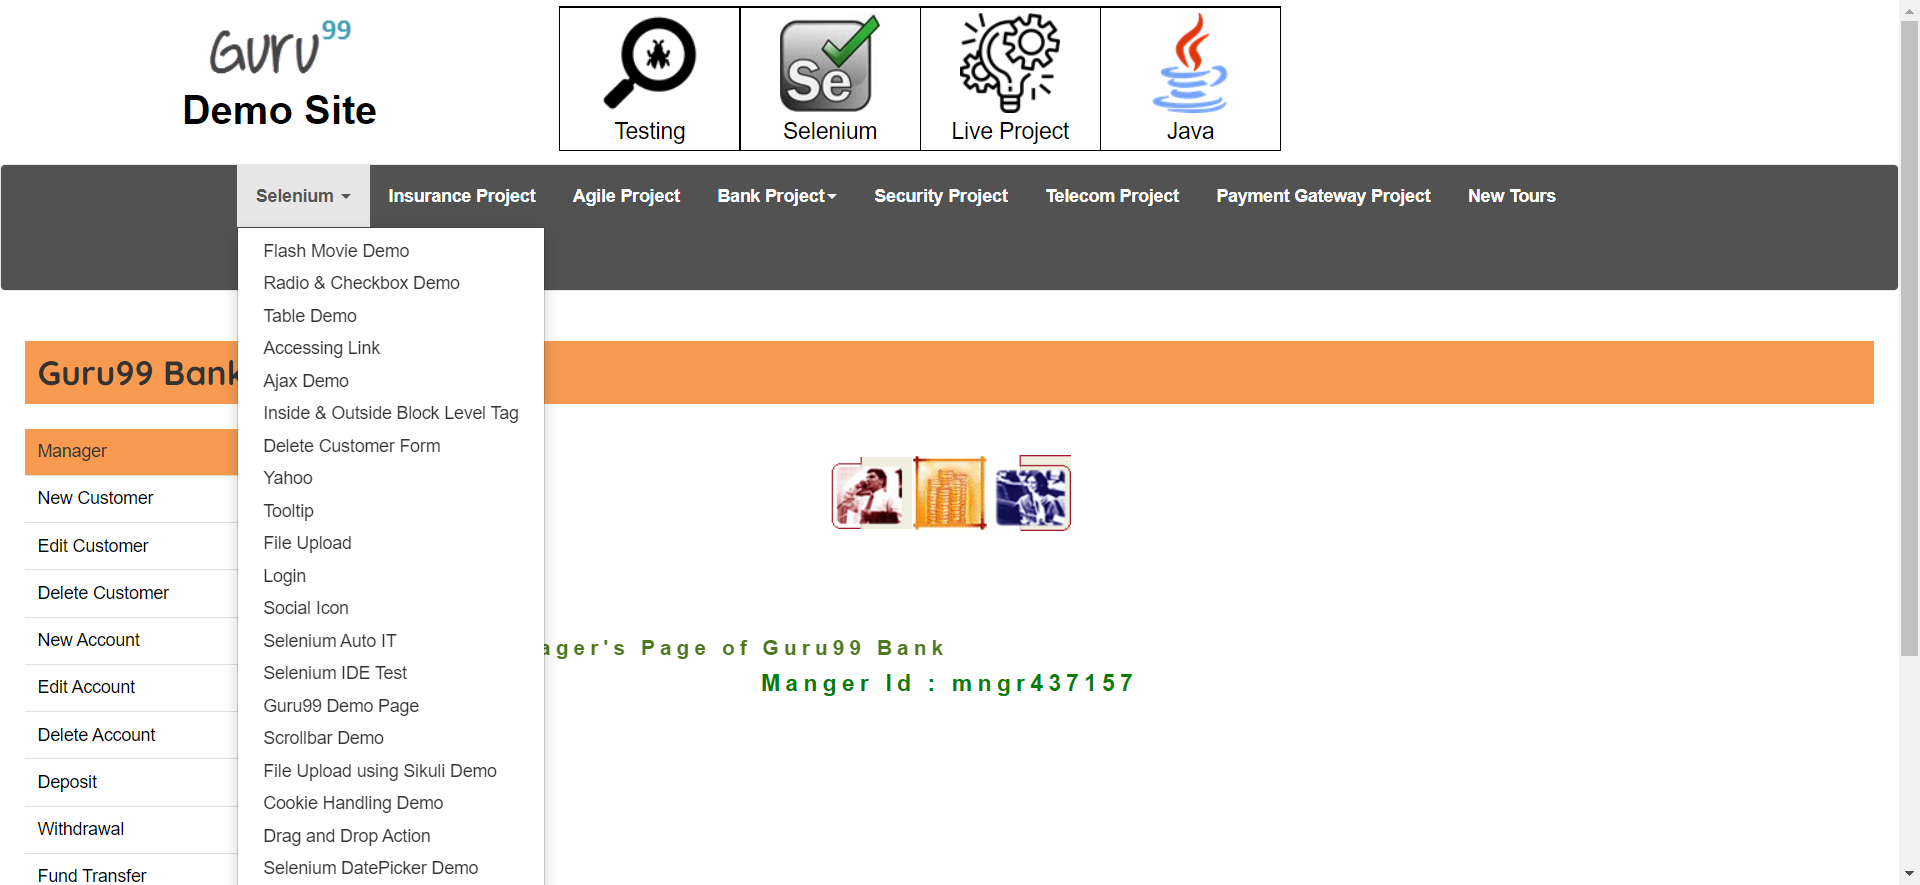 Guru99
Demo Site
Se
Testing
Selenium
Live Project
Java
Selenium
Insurance Project
Agile Project
Bank Project
Security Project
Telecom Project
Payment Gateway Project
New Tours
Flash Movie Demo
Radio & Checkbox Demo
Table Demo
Accessing Link
Ajax Demo
Inside & Outside Block Level Tag
Delete Customer Form
Yahoo
Tooltip
File Upload
Login
Social Icon
Selenium Auto IT
Selenium IDE Test
Guru99 Demo Page
Scrollbar Demo
File Upload using Sikuli Demo
Cookie Handling Demo
Drag and Drop Action
Selenium DatePicker Demo
Guru99 Bank
Manager
New Customer
Edit Customer
Delete Customer
New Account
Edit Account
Delete Account
Deposit
Withdrawal
Fund Transfer
ager's Page of Guru99 Bank
Manger Id : mngr437157